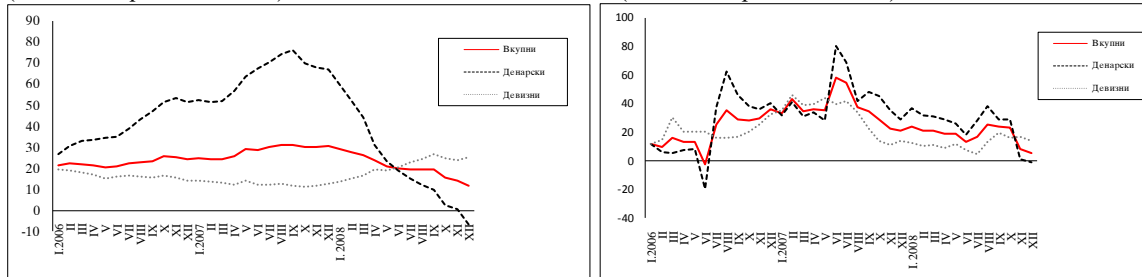 90
80
70
60
50
40
30
20
10
0
-10
Вкупни
Денарски
Девизни
I.2006
II
III
IV
V
VI
VII
VIII
IX
X
XI
XII
I.2007
II
III
IV
V
VI
VII
VIII
IX
X
XI
XII
I.2008
II
III
IV
V
VI
VII
VIII
IX
X
XI
XII
100
80
60
40
20
0
-20
-40
Вкупни
Денарски
Девизни
I.2006
II
III
IV
V
VI
VII
VIII
IX
X
XI
XII
I.2007
II
III
IV
V
VI
VII
VIII
IX
X
XI
XII
I.2008
II
III
IV
V
VI
VII
VIII
IX
X
XI
XII